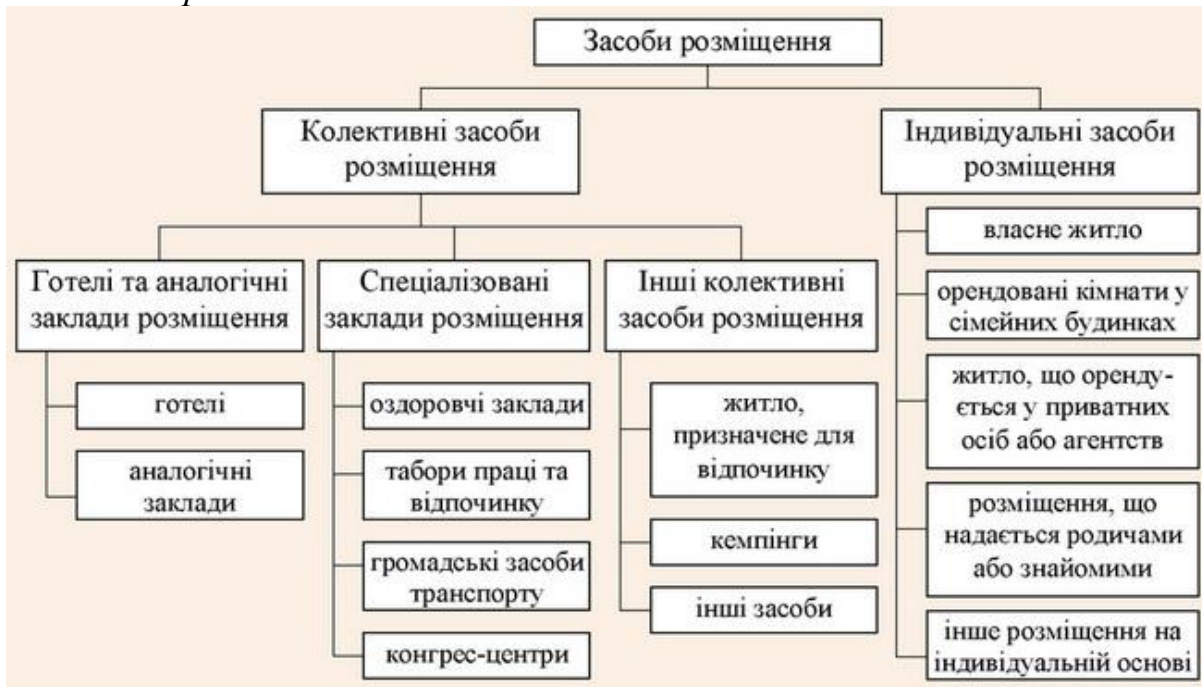 Засоби розміщення
Колективні засоби
розміщення
Індивідуальні засоби
розміщення
Готелі та аналогічні
заклади розміщення
готелі
аналогічні
заклади
Спеціалізовані
заклади розміщення
оздоровчі заклади
табори праці та
відпочинку
громадські засоби
транспорту
конгрес-центри
Інші колективні
засоби розміщення
житло,
призначене для
відпочинку
кемпінги
інші засоби
власне житло
орендовані кімнати у
сімейних будинках
житло, що оренду-
ється у приватних
осіб або агентств
розміщення, що
надається родичами
або знайомими
інше розміщення на
індивідуальній основі